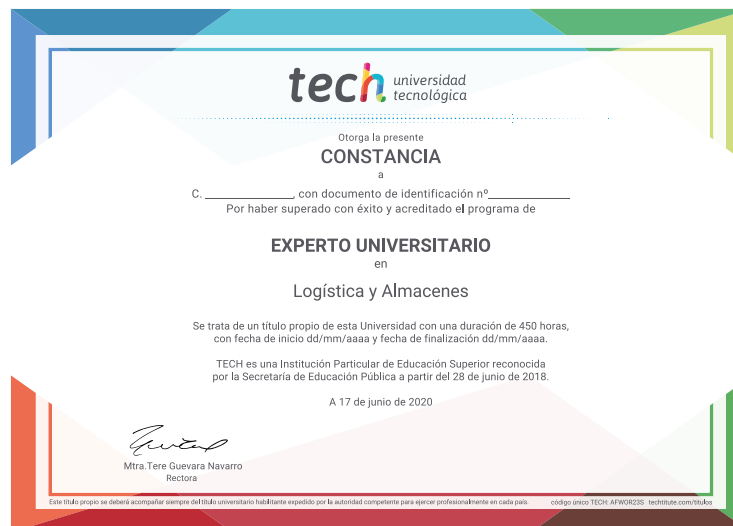 tech universidad
tecnológica
Otorga la presente
CONSTANCIA
a
C. ______________, con documento de identificación nº______________
Por haber superado con éxito y acreditado el programa de
EXPERTO UNIVERSITARIO
en
Logística y Almacenes
Se trata de un título propio de esta Universidad con una duración de 450 horas,
con fecha de inicio dd/mm/aaaa y fecha de finalización dd/mm/aaaa.
TECH es una Institución Particular de Educación Superior reconocida
por la Secretaría de Educación Pública a partir del 28 de junio de 2018.
A 17 de junio de 2020
Mtra.Tere Guevara Navarro
Rectora
Este título propio se deberá acompañar siempre del título universitario habilitante expedido por la autoridad competente para ejercer profesionalmente en cada país. código único TECH: AFWOR23S techtitute.com/titulos